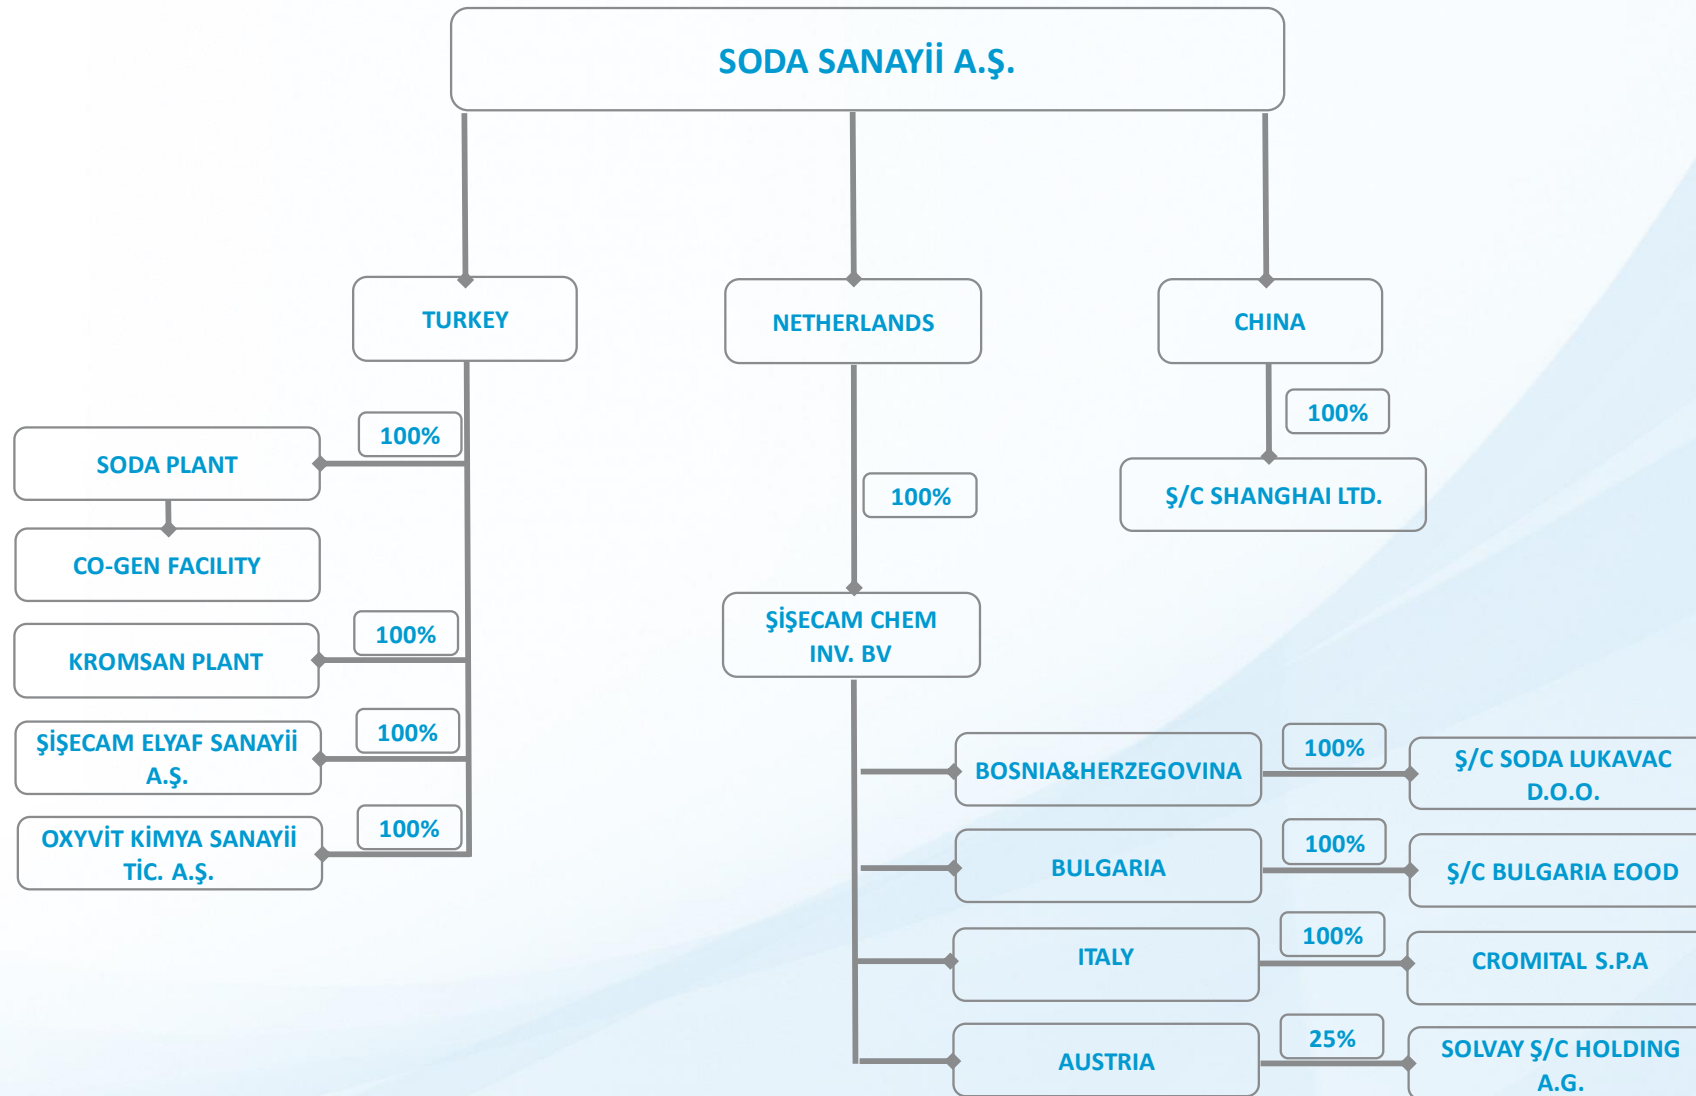 SODA SANAYİİ A.Ş.
TURKEY
NETHERLANDS
CHINA
100%
100%
100%
SODA PLANT
Ş/C SHANGHAI LTD.
CO-GEN FACILITY
100%
KROMSAN PLANT
ŞİŞECAM CHEM
INV. BV
100%
ŞİŞECAM ELYAF SANAYİİ
A.Ş.
100%
OXYVİT KİMYA SANAYİİ
TİC. A.Ş.
BOSNIA&HERZEGOVINA
100%
Ş/C SODA LUKAVAC
D.O.O.
BULGARIA
100%
Ş/C BULGARIA EOOD
ITALY
100%
CROMITAL S.P.A
AUSTRIA
25%
SOLVAY Ş/C HOLDING
A.G.